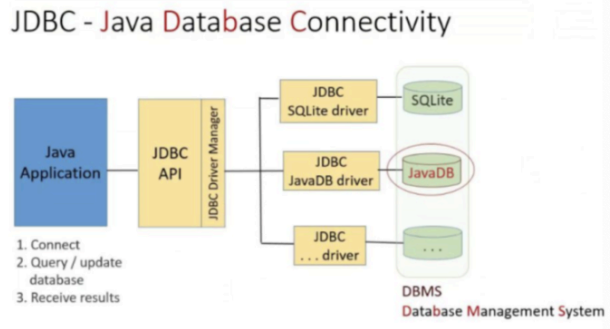 JDBC - Java DataBase Connectivity
Java
Application
JDBC
API
JDBC Driver Manager
JDBC
SQLite driver
SQLite
JDBC
JavaDB driver
JavaDB
JDBC
... driver
...
1. Connect
2. Query / update
database
3. Receive results
DBMS
Database Management System